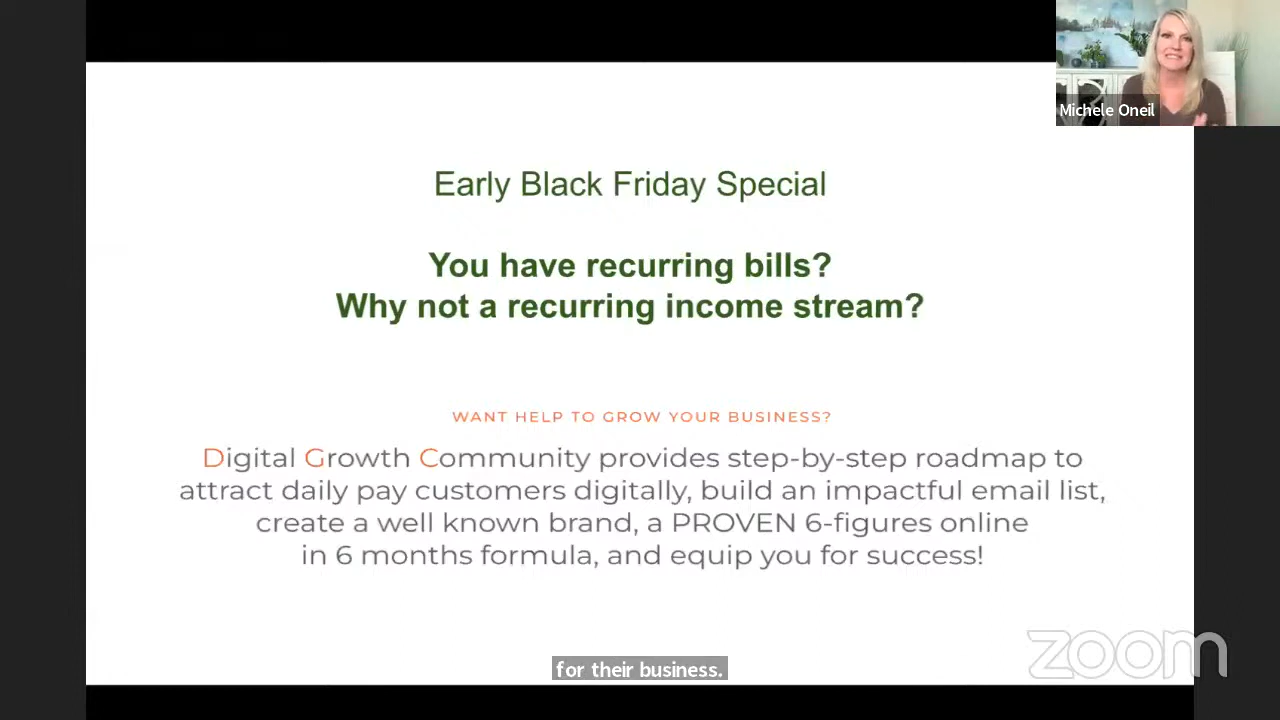 Michele Oneil
Early Black Friday Special
You have recurring bills?
Why not a recurring income stream?
WANT HELP TO GROW YOUR BUSINESS?
Digital Growth Community provides step-by-step roadmap to
attract daily pay customers digitally, build an impactful email list,
create a well known brand, a PROVEN 6-figures online
in 6 months formula, and equip you for success!
for their business.
zoom